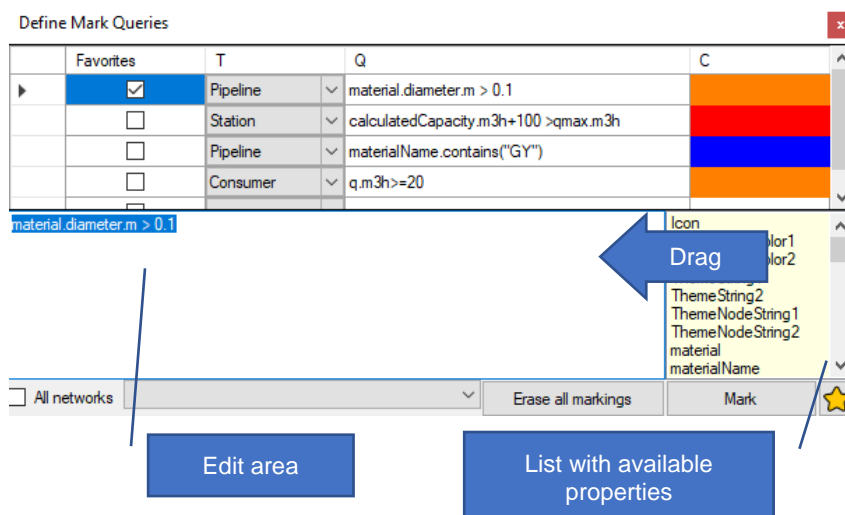 Define Mark Queries
x
Favorites T Q C
Pipeline material.diameter.m > 0.1
Station calculatedCapacity.m3h+100 >qmax.m3h
Pipeline materialName.contains("GY")
Consumer q.m3h>=20
material.diameter.m > 0.1
Icon
olor1
olor2
Drag
ThemeString2
ThemeNodeString1
ThemeNodeString2
material
materialName
All networks Erase all markings Mark
Edit area
List with available
properties